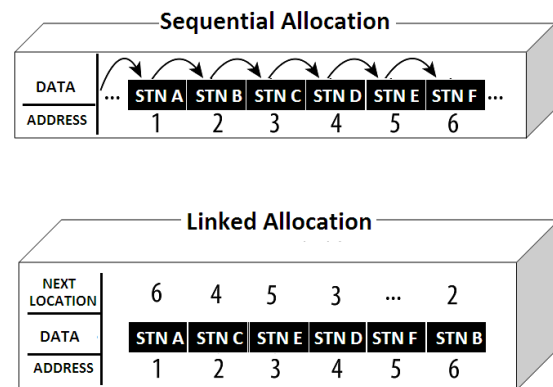 Sequential Allocation
DATA ... STN A STN B STN C STN D STN E STN F ...
ADDRESS 1 2 3 4 5 6
Linked Allocation
NEXT
LOCATION 6 4 5 3 ... 2
DATA STN A STN C STN E STN D STN F STN B
ADDRESS 1 2 3 4 5 6